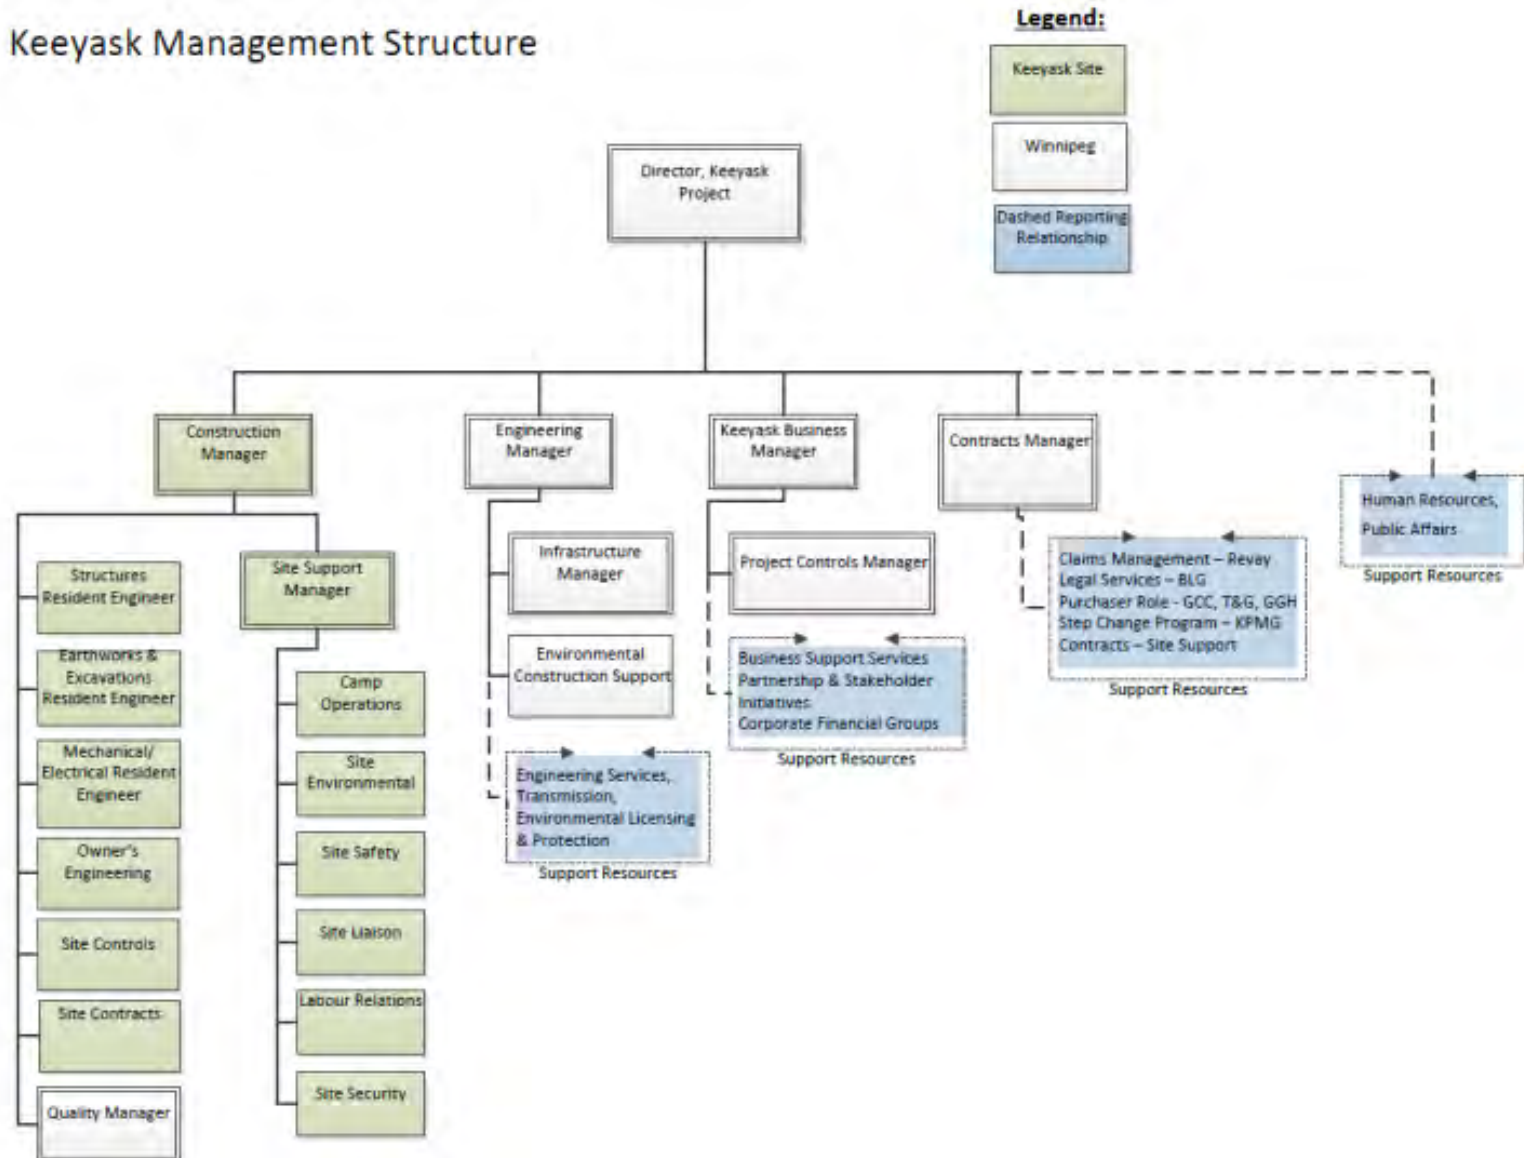 Keeyask Management Structure
Legend:
Keeyask Site
Winnipeg
Dashed Reporting
Relationship
Director, Keeyask
Project
Construction
Manager
Engineering
Manager
Keeyask Business
Manager
Contracts Manager
Human Resources,
Public Affairs
Support Resources
Structures
Resident Engineer
Earthworks &
Excavations
Resident Engineer
Mechanical/
Electrical Resident
Engineer
Owner's
Engineering
Site Controls
Site Contracts
Quality Manager
Site Support
Manager
Camp
Operations
Site
Environmental
Site Safety
Site Liaison
Labour Relations
Site Security
Infrastructure
Manager
Environmental
Construction Support
Engineering Services,
Transmission,
Environmental Licensing
& Protection
Support Resources
Project Controls Manager
Business Support Services
Partnership & Stakeholder
Initiatives
Corporate Financial Groups
Support Resources
Claims Management – Revay
Legal Services – BLG
Purchaser Role - GCC, T&G, GGH
Step Change Program – KPMG
Contracts – Site Support
Support Resources